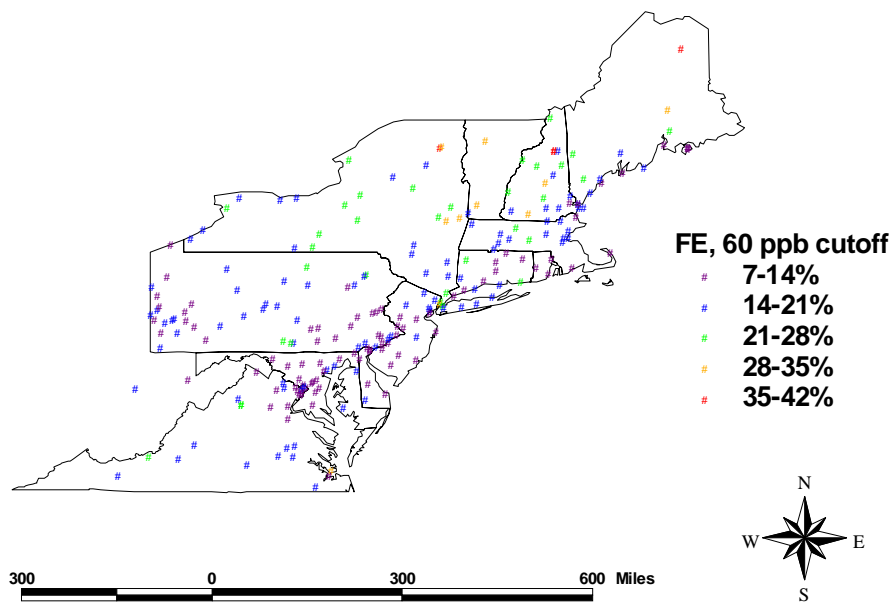 FE, 60 ppb cutoff
# 7-14%
# 14-21%
# 21-28%
# 28-35%
# 35-42%
N
W E
S
300 0 300 600 Miles